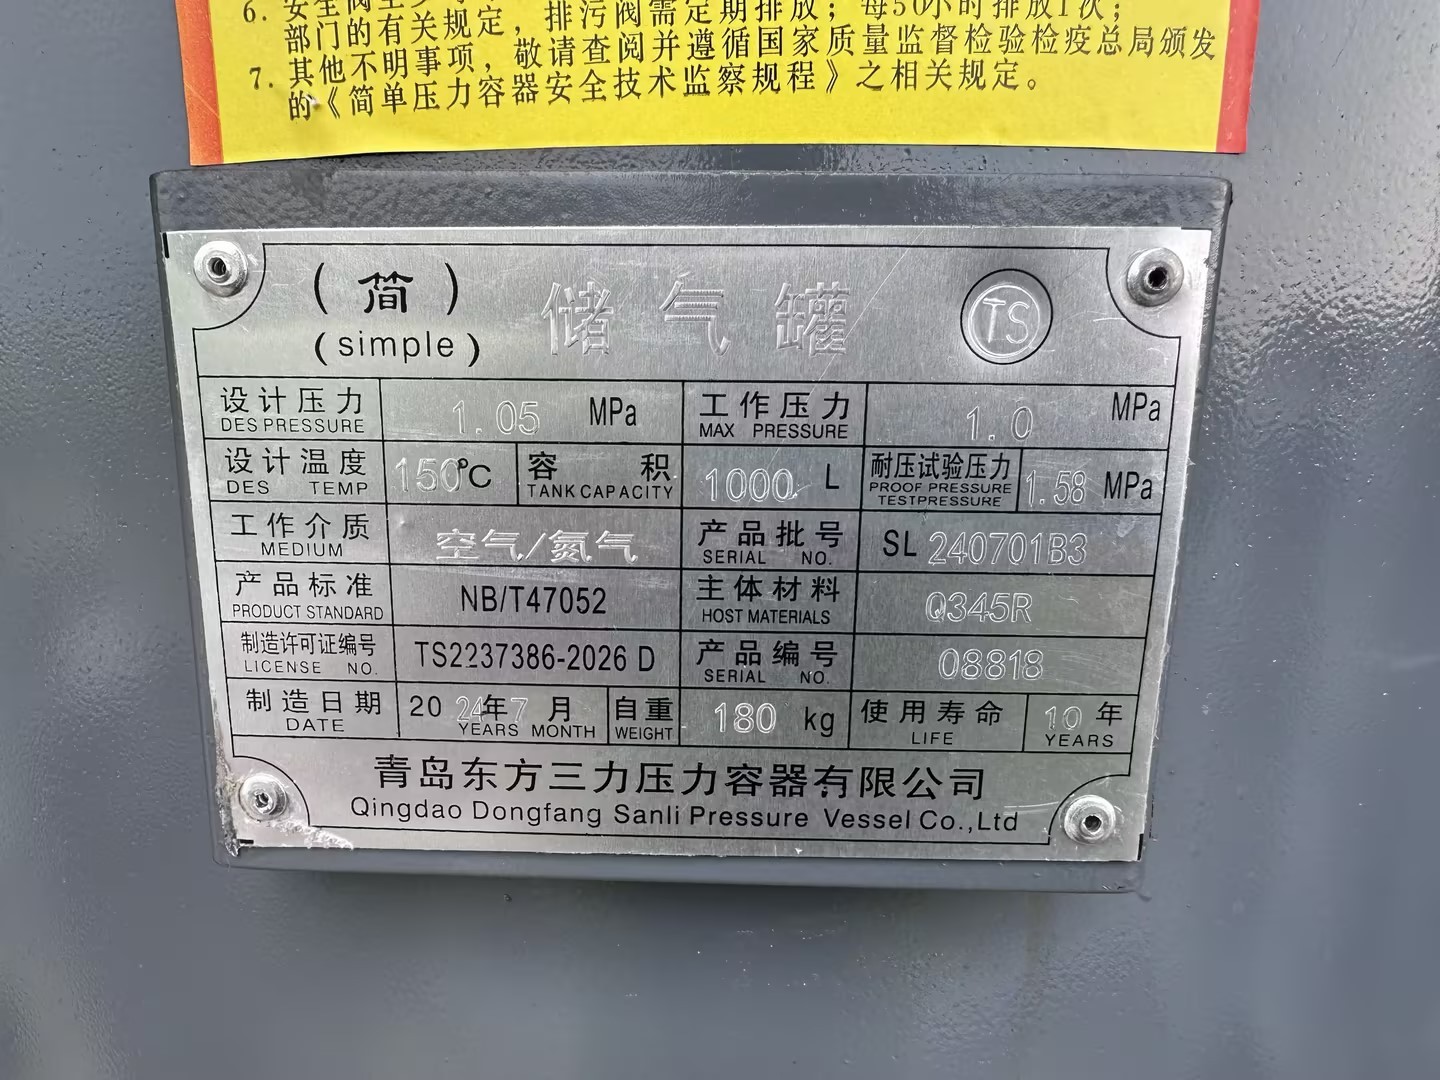 6. 安全阀至少
部门的有关规定，排污阀需定期排放；每50小时排放1次；
7. 其他不明事项，敬请查阅并遵循国家质量监督检验检疫总局颁发
的《简单压力容器安全技术监察规程》之相关规定。
（简）
(simple)
储气罐
TS
设计压力 1.05 MPa 工作压力 1.0 MPa
DES PRESSURE MAX PRESSURE
设计温度 150℃ 容积 1000 L 耐压试验压力 1.58 MPa
DES TEMP TANK CAPACITY PROOF PRESSURE
TESTPRESSURE
工作介质 空气/氮气 产品批号 SL 240701B3
MEDIUM SERIAL NO.
产品标准 NB/T47052 主体材料 Q345R
PRODUCT STANDARD HOST MATERIALS
制造许可证编号 TS2237386-2026 D 产品编号 08818
LICENSE NO. SERIAL NO.
制造日期 2024年7月 自重 180 kg 使用寿命 10年
DATE YEARS MONTH WEIGHT LIFE YEARS
青岛东方三力压力容器有限公司
Qingdao Dongfang Sanli Pressure Vessel Co.,Ltd